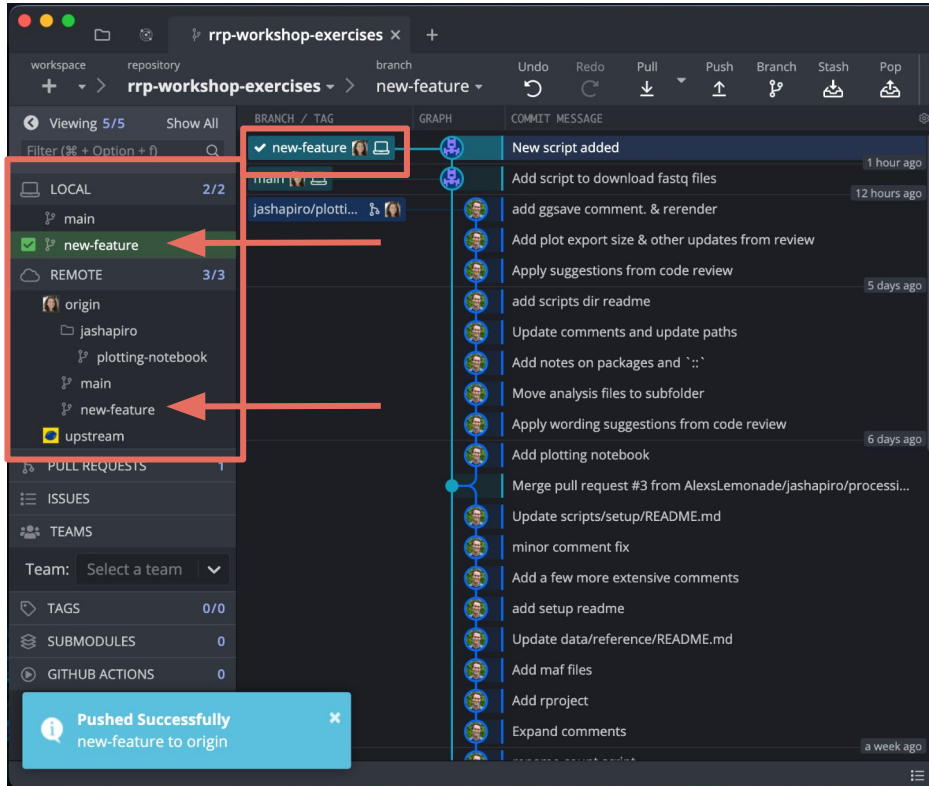 rrp-workshop-exercises × +
workspace repository branch Undo Redo Pull Push Branch Stash Pop
rrp-workshop-exercises new-feature
Viewing 5/5 Show All
BRANCH / TAG GRAPH COMMIT MESSAGE
Filter (⌘ + Option + f)
new-feature New script added
1 hour ago
LOCAL 2/2
main Add script to download fastq files
12 hours ago
main
jashapiro/plotti... add ggsave comment. & rerender
new-feature Add plot export size & other updates from review
REMOTE 3/3 Apply suggestions from code review
5 days ago
origin add scripts dir readme
jashapiro Update comments and update paths
plotting-notebook Add notes on packages and `::`
main Move analysis files to subfolder
new-feature Apply wording suggestions from code review
upstream
6 days ago
Add plotting notebook
PULL REQUESTS 1
Merge pull request #3 from AlexsLemonade/jashapiro/processi...
ISSUES
Update scripts/setup/README.md
TEAMS
minor comment fix
Team: Select a team
Add a few more extensive comments
TAGS 0/0 add setup readme
SUBMODULES 0 Update data/reference/README.md
GITHUB ACTIONS 0 Add maf files
Add rproject
Pushed Successfully ×
new-feature to origin
Expand comments
a week ago